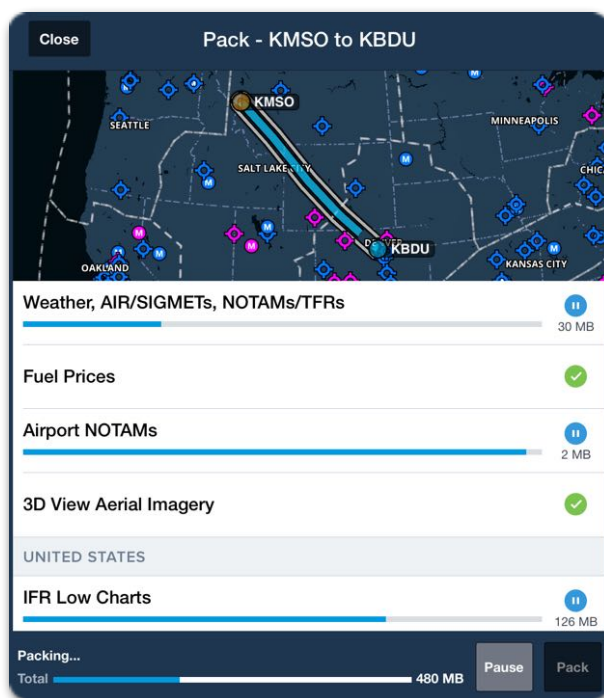 Close
Pack - KMSO to KBDU
M
KMSO
M
SEATTLE
MINNEAPOLIS
M
SALT LAKE CITY
M
M
M
KBDU
M
M
M
OAKLAND
KANSAS CITY
Weather, AIR/SIGMETs, NOTAMs/TFRs
30 MB
Fuel Prices
Airport NOTAMs
2 MB
3D View Aerial Imagery
UNITED STATES
IFR Low Charts
126 MB
Packing...
Total 480 MB
Pause
Pack